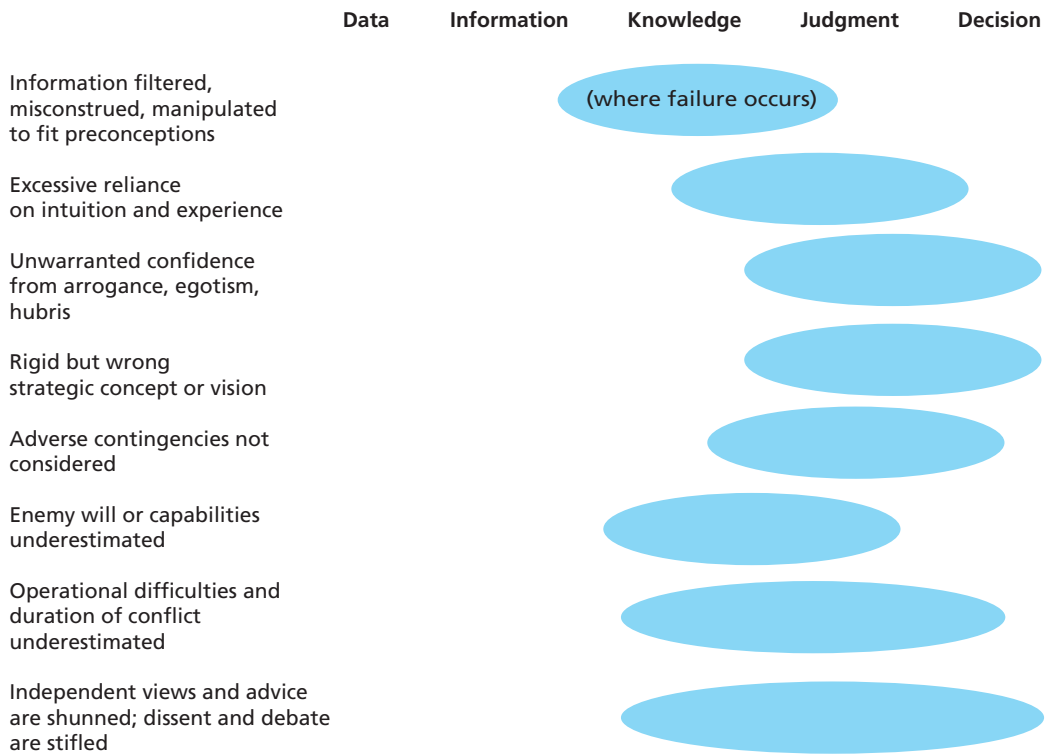 Data Information Knowledge Judgment Decision
Information filtered,
misconstrued, manipulated
to fit preconceptions
(where failure occurs)
Excessive reliance
on intuition and experience
Unwarranted confidence
from arrogance, egotism,
hubris
Rigid but wrong
strategic concept or vision
Adverse contingencies not
considered
Enemy will or capabilities
underestimated
Operational difficulties and
duration of conflict
underestimated
Independent views and advice
are shunned; dissent and debate
are stifled